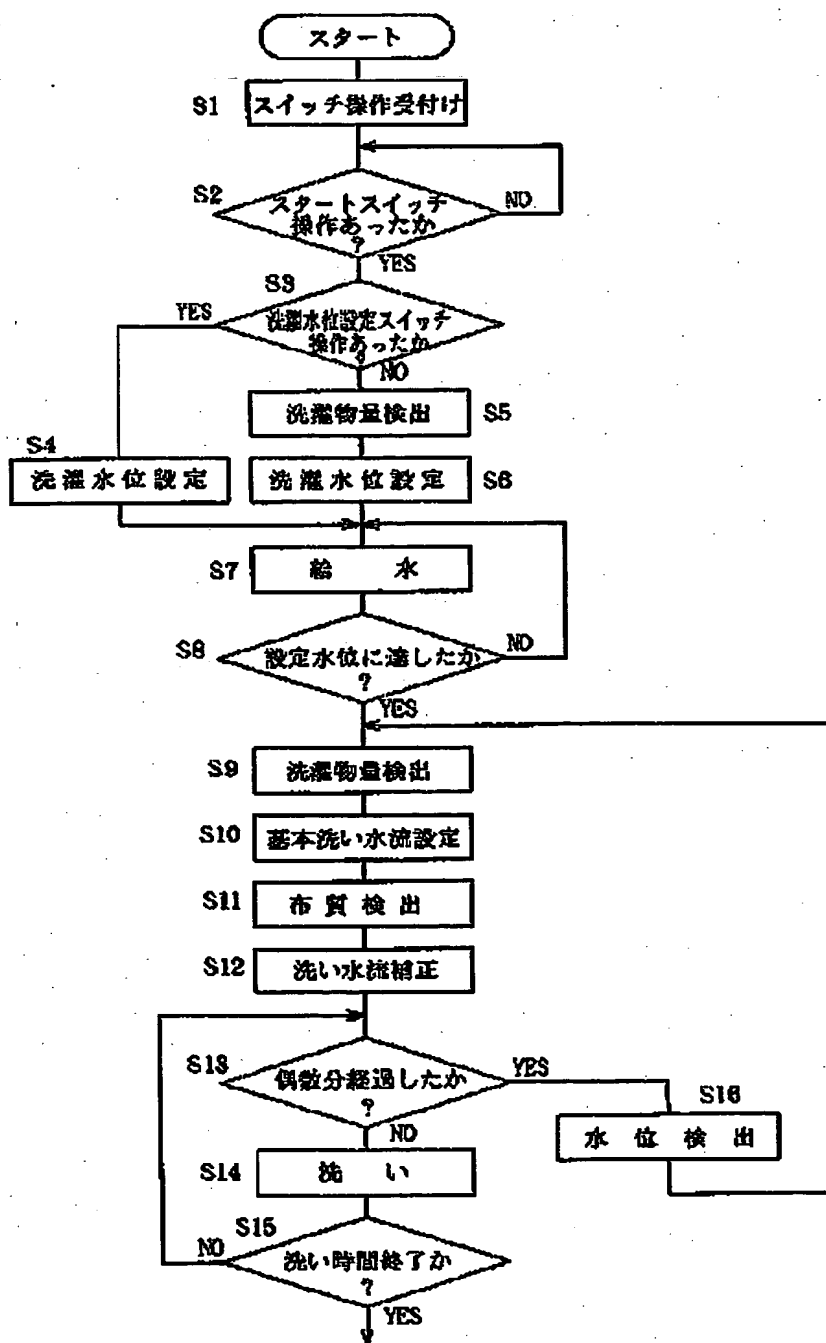 スタート
S1
スイッチ操作受付け
S2
スタートスイッチ
操作あったか
?
NO
YES
S3
YES
洗濯水位設定スイッチ
操作あったか
?
NO
洗濯物量検出
S5
S4
洗濯水位設定
洗濯水位設定
S6
S7
給水
S8
設定水位に達したか
?
NO
YES
S9
洗濯物量検出
S10
基本洗い水流設定
S11
布質検出
S12
洗い水流補正
S13
偶数分経過したか
?
YES
NO
S16
水位検出
S14
洗い
S15
NO
洗い時間終了か
?
YES